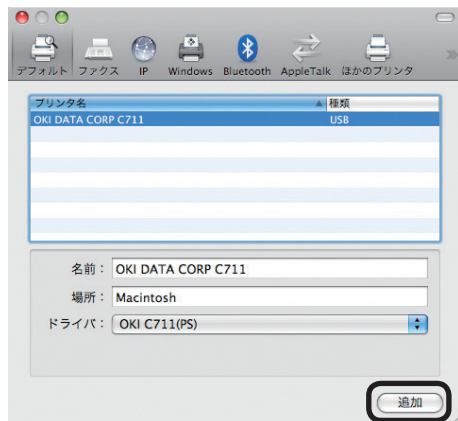 デフォルト ファクス IP Windows Bluetooth AppleTalk ほかのプリンタ
プリンタ名 種類
OKI DATA CORP C711 USB
名前： OKI DATA CORP C711
場所： Macintosh
ドライバ： OKI C711(PS)
追加